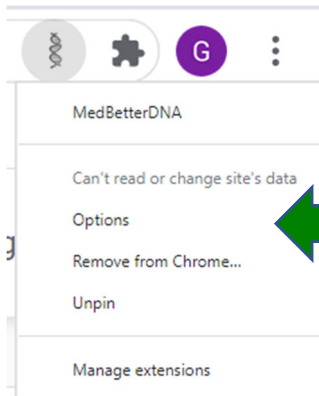 G
MedBetterDNA
Can't read or change site's data
Options
Remove from Chrome...
Unpin
Manage extensions